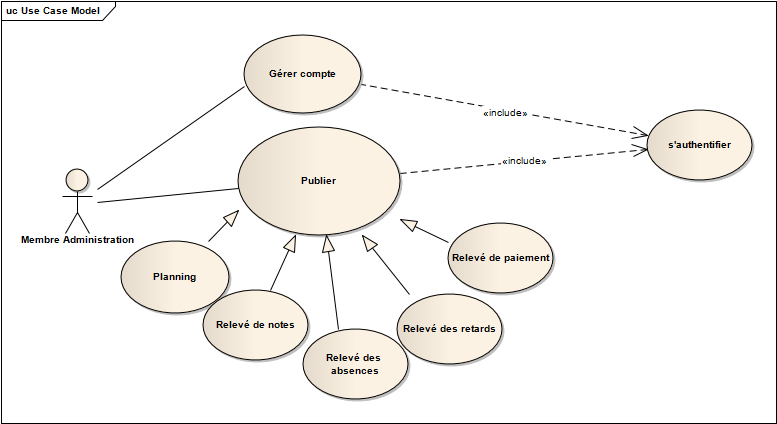 uc Use Case Model
Gérer compte
«include»
s'authentifier
«include»
Publier
Membre Administration
Planning
Relevé de paiement
Relevé de notes
Relevé des retards
Relevé des
absences